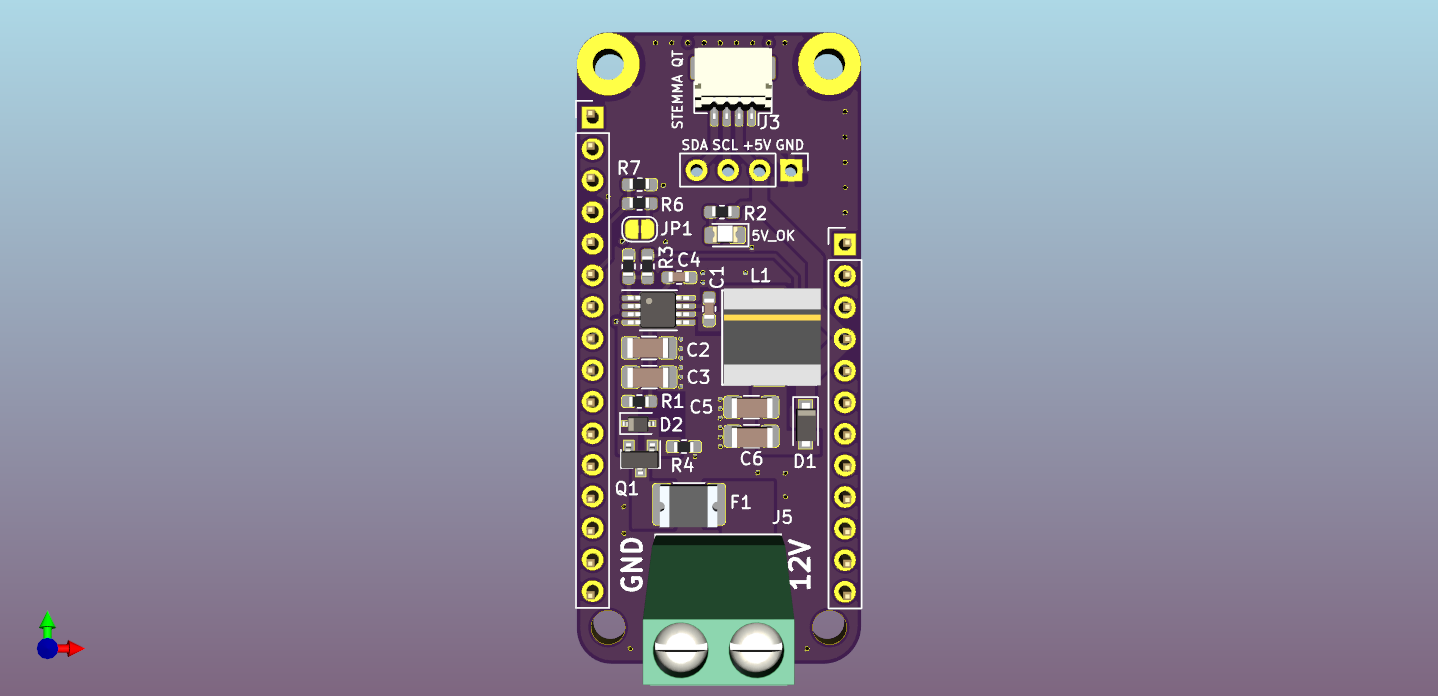 STEMMA QT
J3
SDA SCL +5V GND
R7
R6
R2
JP1
5V_OK
R3
C4
C1
L1
C2
C3
R1
C5
D2
R4
C6
D1
Q1
F1
J5
GND
12V